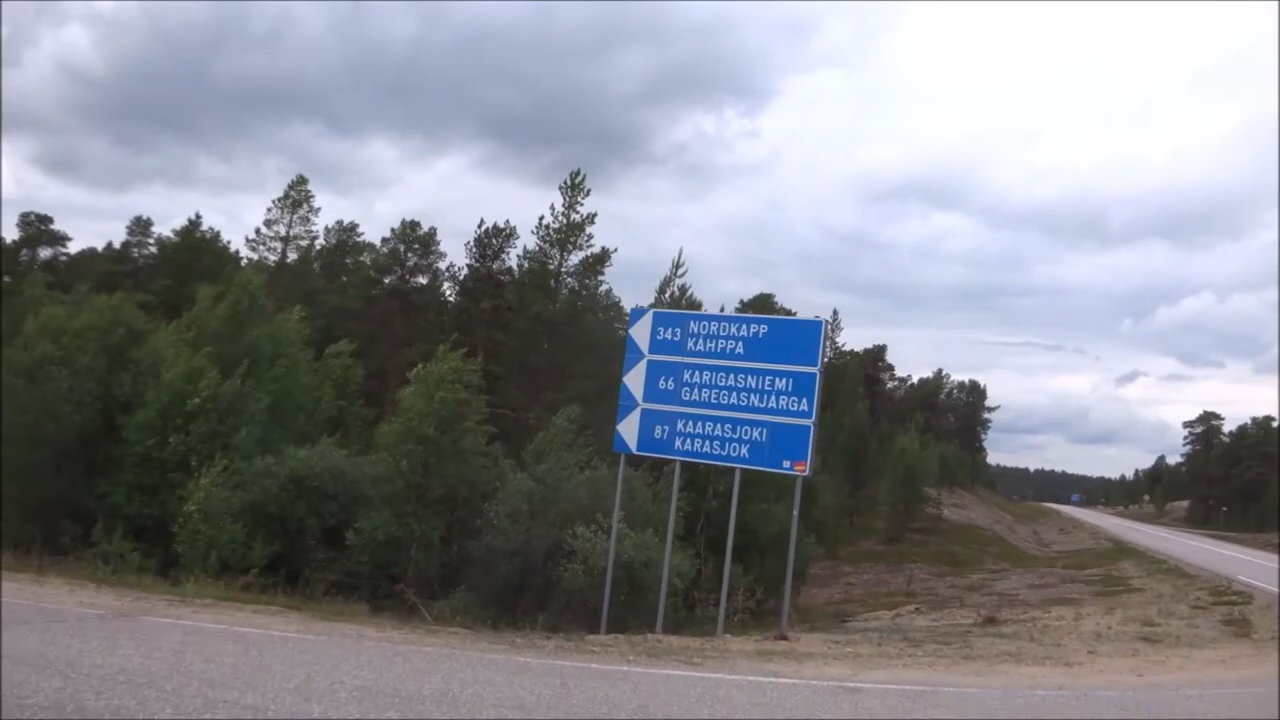 343 NORDKAPP
KÁHPPA
66 KARIGASNIEMI
GÁREGASNJÁRGA
87 KAARASJOKI
KARASJOK